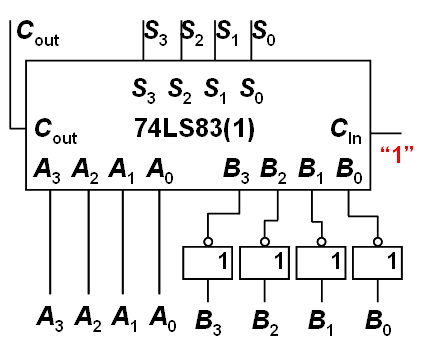 Cout S3 S2 S1 S0
S3 S2 S1 S0
Cout 74LS83(1) CIn
“1”
A3 A2 A1 A0 B3 B2 B1 B0
1 1 1 1
A3 A2 A1 A0 B3 B2 B1 B0